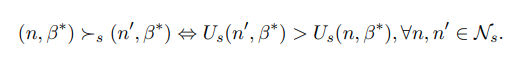 (n, β*) ≻ₛ (n′, β*) ⇔ Uₛ(n′, β*) > Uₛ(n, β*), ∀n, n′ ∈ 𝒩ₛ.